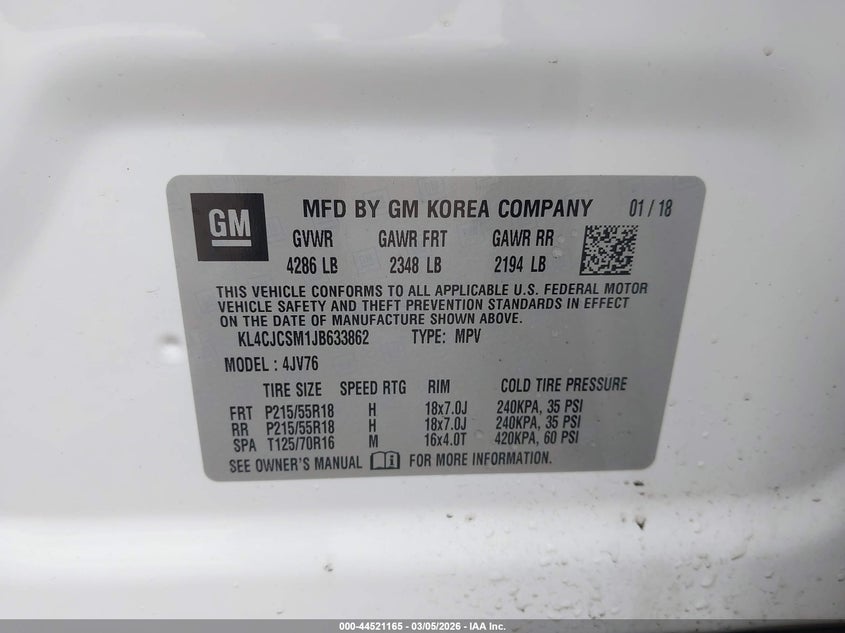 GM MFD BY GM KOREA COMPANY 01 / 18
GVWR GAWR FRT GAWR RR
4286 LB 2348 LB 2194 LB
THIS VEHICLE CONFORMS TO ALL APPLICABLE U.S. FEDERAL MOTOR
VEHICLE SAFETY AND THEFT PREVENTION STANDARDS IN EFFECT
ON THE DATE OF MANUFACTURE SHOWN ABOVE.
KL4CJCSM1JB633862 TYPE: MPV
MODEL : 4JV76
TIRE SIZE SPEED RTG RIM COLD TIRE PRESSURE
FRT P215/55R18 H 18x7.0J 240KPA, 35 PSI
RR P215/55R18 H 18x7.0J 240KPA, 35 PSI
SPA T125/70R16 M 16x4.0T 420KPA, 60 PSI
SEE OWNER'S MANUAL FOR MORE INFORMATION.
000-44521165 - 03/05/2026 - IAA Inc.